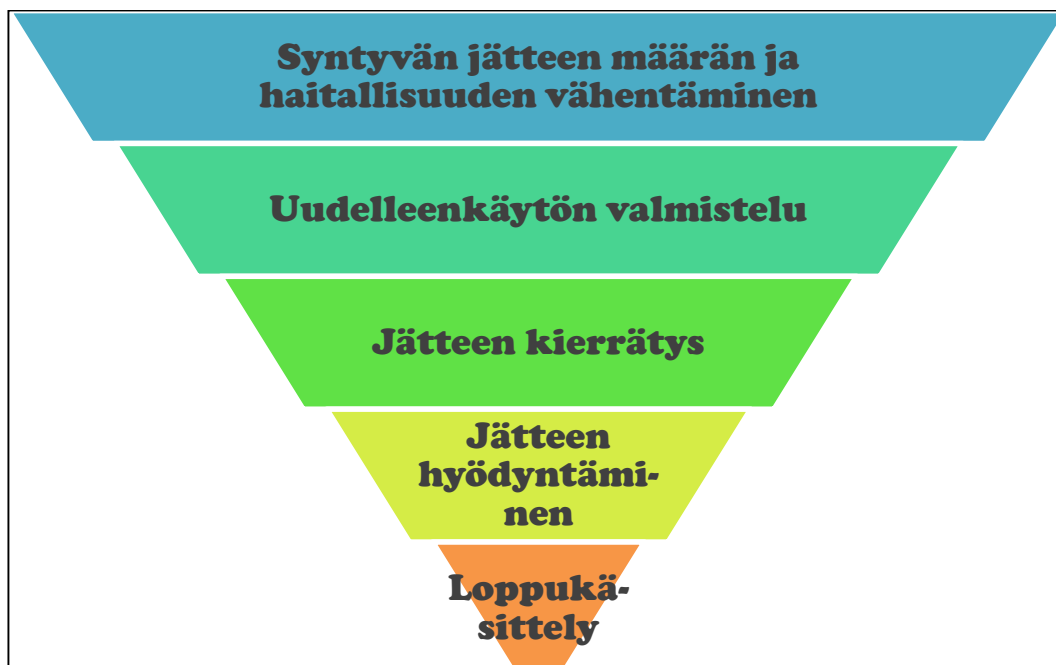 Syntyvän jätteen määrän ja
haitallisuuden vähentäminen
Uudelleenkäytön valmistelu
Jätteen kierrätys
Jätteen
hyödyntämi-
nen
Loppukä-
sittely